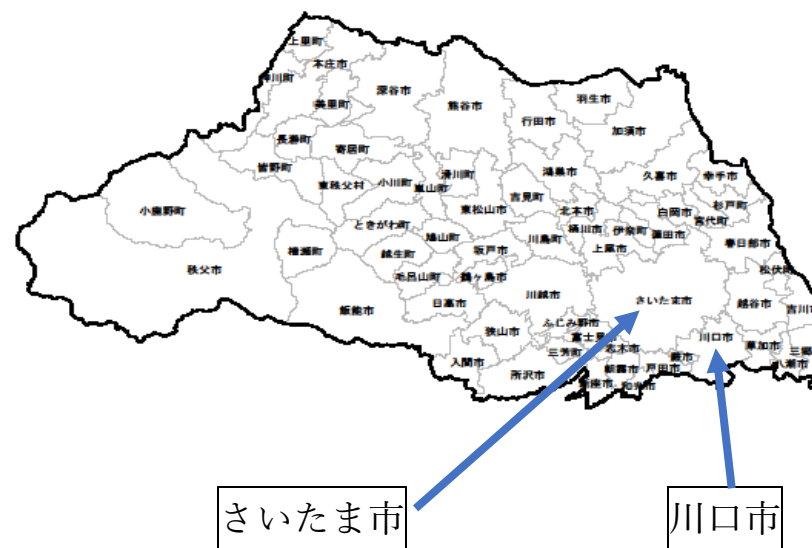 上里町
本庄市
神川町
美里町
深谷市
熊谷市
羽生市
行田市
加須市
長瀞町
寄居町
皆野町
東秩父村
小川町
嵐山町
滑川町
東松山市
吉見町
鴻巣市
久喜市
幸手市
北本市
白岡市
杉戸町
宮代町
小鹿野町
ときがわ町
鳩山町
川島町
桶川市
伊奈町
蓮田市
上尾市
春日部市
秩父市
横瀬町
越生町
坂戸市
毛呂山町
鶴ヶ島市
松伏町
飯能市
日高市
川越市
さいたま市
越谷市
吉川市
狭山市
ふじみ野市
富士見市
三芳町
志木市
川口市
草加市
三郷
入間市
所沢市
朝霞市
戸田市
蕨市
八潮市
新座市
和光市
さいたま市
川口市